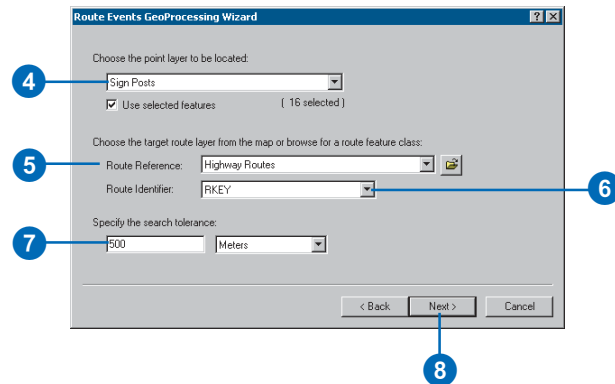 Route Events GeoProcessing Wizard
Choose the point layer to be located:
4
Sign Posts
Use selected features ( 16 selected )
Choose the target route layer from the map or browse for a route feature class:
5
Route Reference: Highway Routes
Route Identifier: RKEY
6
Specify the search tolerance:
7
500 Meters
< Back Next > Cancel
8